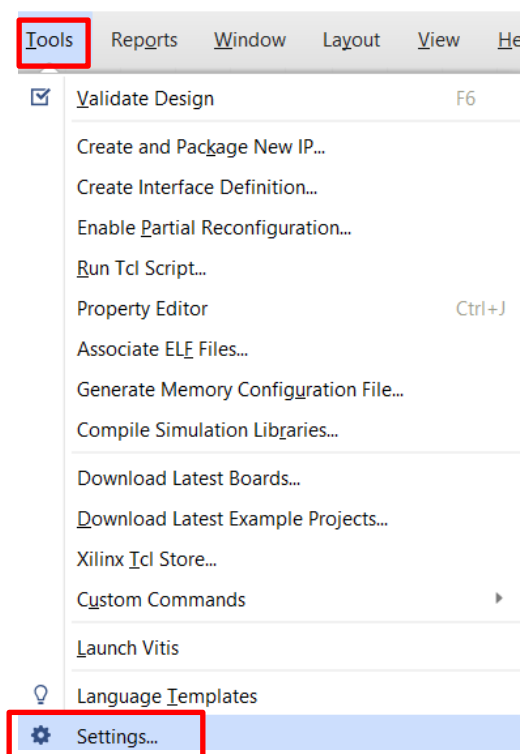 Tools Reports Window Layout View He
Validate Design F6
Create and Package New IP...
Create Interface Definition...
Enable Partial Reconfiguration...
Run Tcl Script...
Property Editor Ctrl+J
Associate ELF Files...
Generate Memory Configuration File...
Compile Simulation Libraries...
Download Latest Boards...
Download Latest Example Projects...
Xilinx Tcl Store...
Custom Commands
Launch Vitis
Language Templates
Settings...